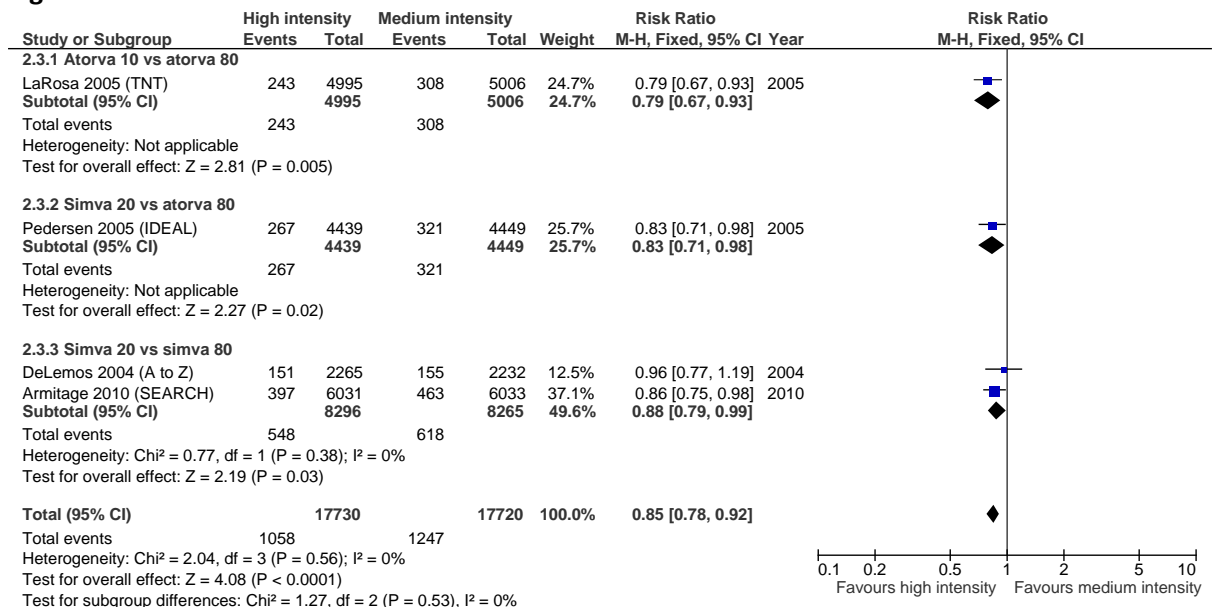 High intensity Medium intensity Risk Ratio Risk Ratio
Study or Subgroup Events Total Events Total Weight M-H, Fixed, 95% CI Year M-H, Fixed, 95% CI
2.3.1 Atorva 10 vs atorva 80
LaRosa 2005 (TNT) 243 4995 308 5006 24.7% 0.79 [0.67, 0.93] 2005
Subtotal (95% CI) 4995 5006 24.7% 0.79 [0.67, 0.93]
Total events 243 308
Heterogeneity: Not applicable
Test for overall effect: Z = 2.81 (P = 0.005)
2.3.2 Simva 20 vs atorva 80
Pedersen 2005 (IDEAL) 267 4439 321 4449 25.7% 0.83 [0.71, 0.98] 2005
Subtotal (95% CI) 4439 4449 25.7% 0.83 [0.71, 0.98]
Total events 267 321
Heterogeneity: Not applicable
Test for overall effect: Z = 2.27 (P = 0.02)
2.3.3 Simva 20 vs simva 80
DeLemos 2004 (A to Z) 151 2265 155 2232 12.5% 0.96 [0.77, 1.19] 2004
Armitage 2010 (SEARCH) 397 6031 463 6033 37.1% 0.86 [0.75, 0.98] 2010
Subtotal (95% CI) 8296 8265 49.6% 0.88 [0.79, 0.99]
Total events 548 618
Heterogeneity: Chi² = 0.77, df = 1 (P = 0.38); I² = 0%
Test for overall effect: Z = 2.19 (P = 0.03)
Total (95% CI) 17730 17720 100.0% 0.85 [0.78, 0.92]
Total events 1058 1247
Heterogeneity: Chi² = 2.04, df = 3 (P = 0.56); I² = 0%
Test for overall effect: Z = 4.08 (P < 0.0001)
Test for subgroup differences: Chi² = 1.27, df = 2 (P = 0.53), I² = 0%
0.1 0.2 0.5 1 2 5 10
Favours high intensity Favours medium intensity